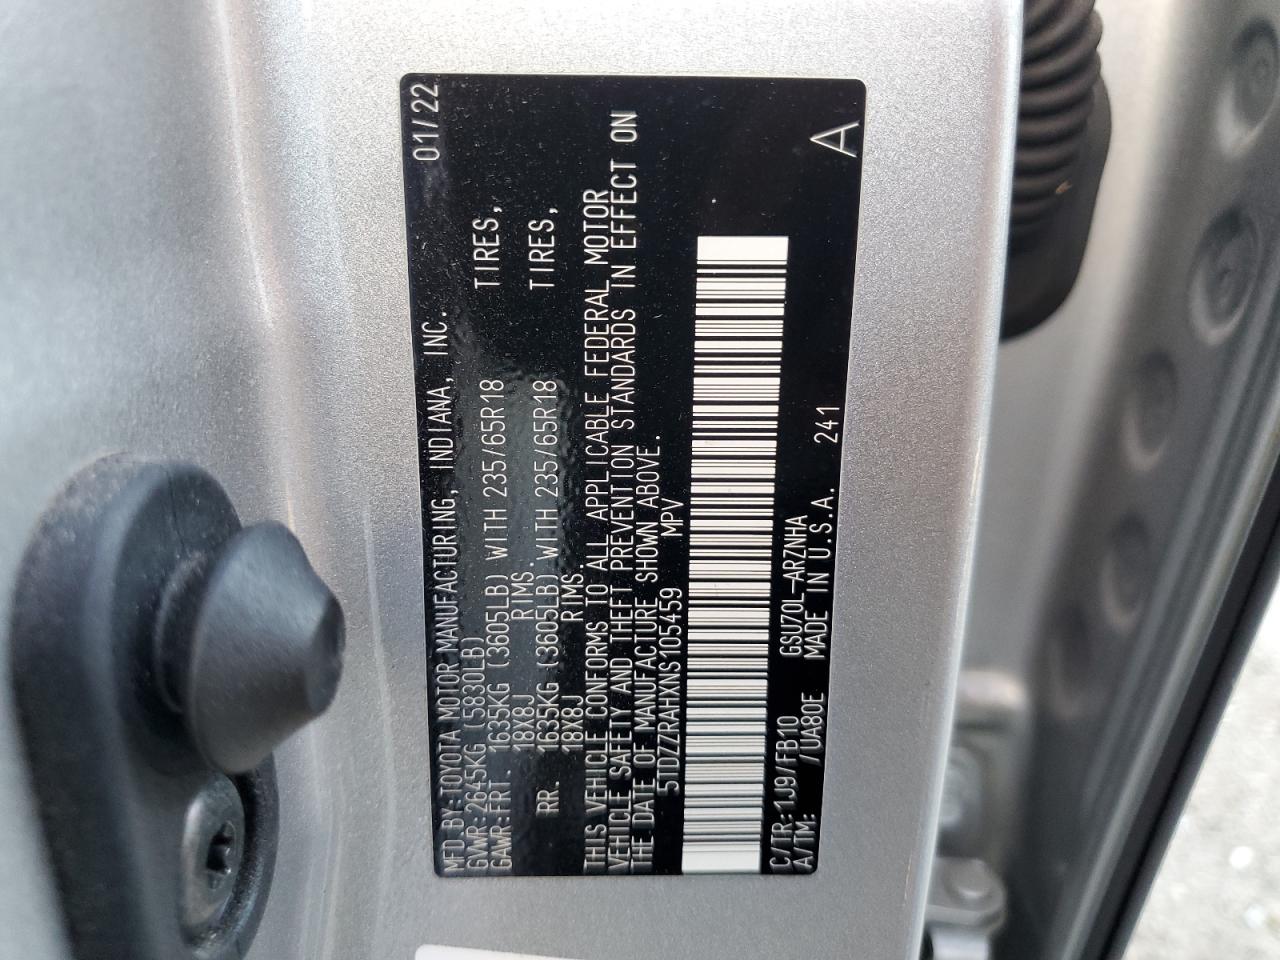 MFD.BY:TOYOTA MOTOR MANUFACTURING, INDIANA, INC. 01/22
GVWR:2645KG (5830LB)
GAWR:FRT. 1635KG (3605LB) WITH 235/65R18 TIRES,
18X8J RIMS.
RR. 1635KG (3605LB) WITH 235/65R18 TIRES,
18X8J RIMS.
THIS VEHICLE CONFORMS TO ALL APPLICABLE FEDERAL MOTOR
VEHICLE SAFETY AND THEFT PREVENTION STANDARDS IN EFFECT ON
THE DATE OF MANUFACTURE SHOWN ABOVE.
5TDZZRAHXNS105459 MPV
C/TR:1J9/FB10 GSU70L-ARZNHA
A/TM: /UA80E MADE IN U.S.A. 241 A